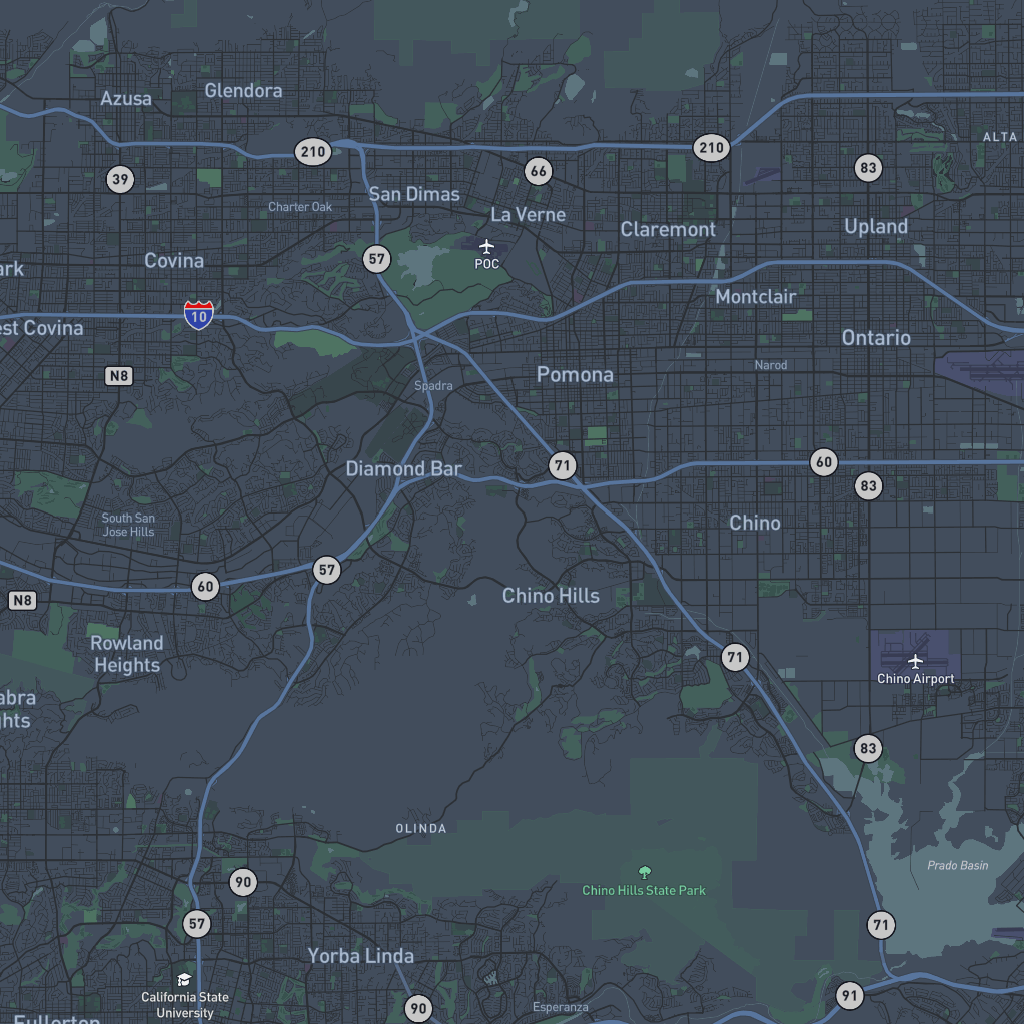 Azusa
Glendora
210
210
ALTA
39
66
83
San Dimas
Charter Oak
La Verne
Claremont
Upland
57
POC
Covina
ark
10
est Covina
Montclair
Ontario
N8
Spadra
Pomona
Narod
Diamond Bar
71
60
83
South San
Jose Hills
Chino
57
60
N8
Chino Hills
Rowland
Heights
71
Chino Airport
abra
ghts
83
OLINDA
Prado Basin
90
Chino Hills State Park
57
71
Yorba Linda
California State
University
91
90
Esperanza
Fullerton